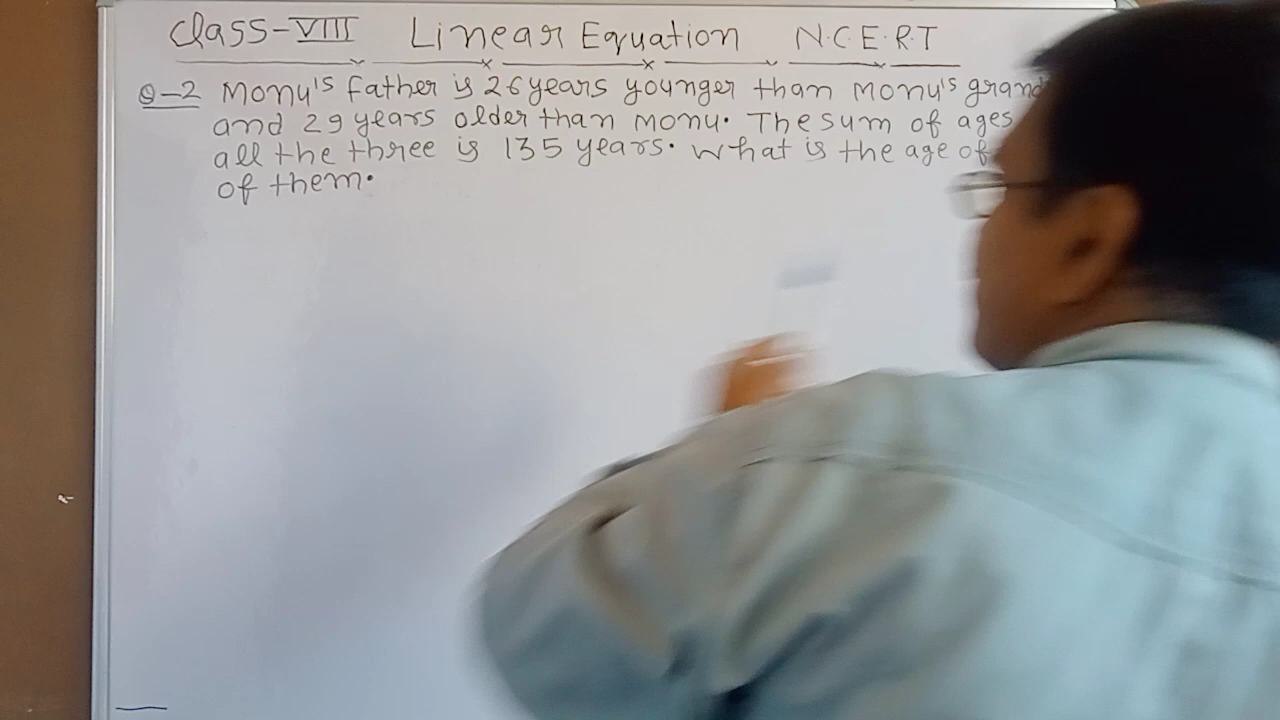 Class-VIII Linear Equation N.C.E.R.T
Q-2 Monu's Father is 26 years younger than Monu's grand
and 29 years older than Monu. The sum of ages
all the three is 135 years. What is the age of
of them.